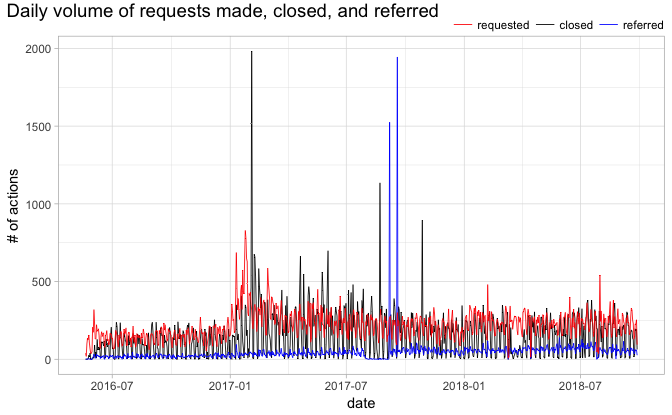 Daily volume of requests made, closed, and referred
requested closed referred
2000
1500
1000
500
0
# of actions
2016-07 2017-01 2017-07 2018-01 2018-07
date